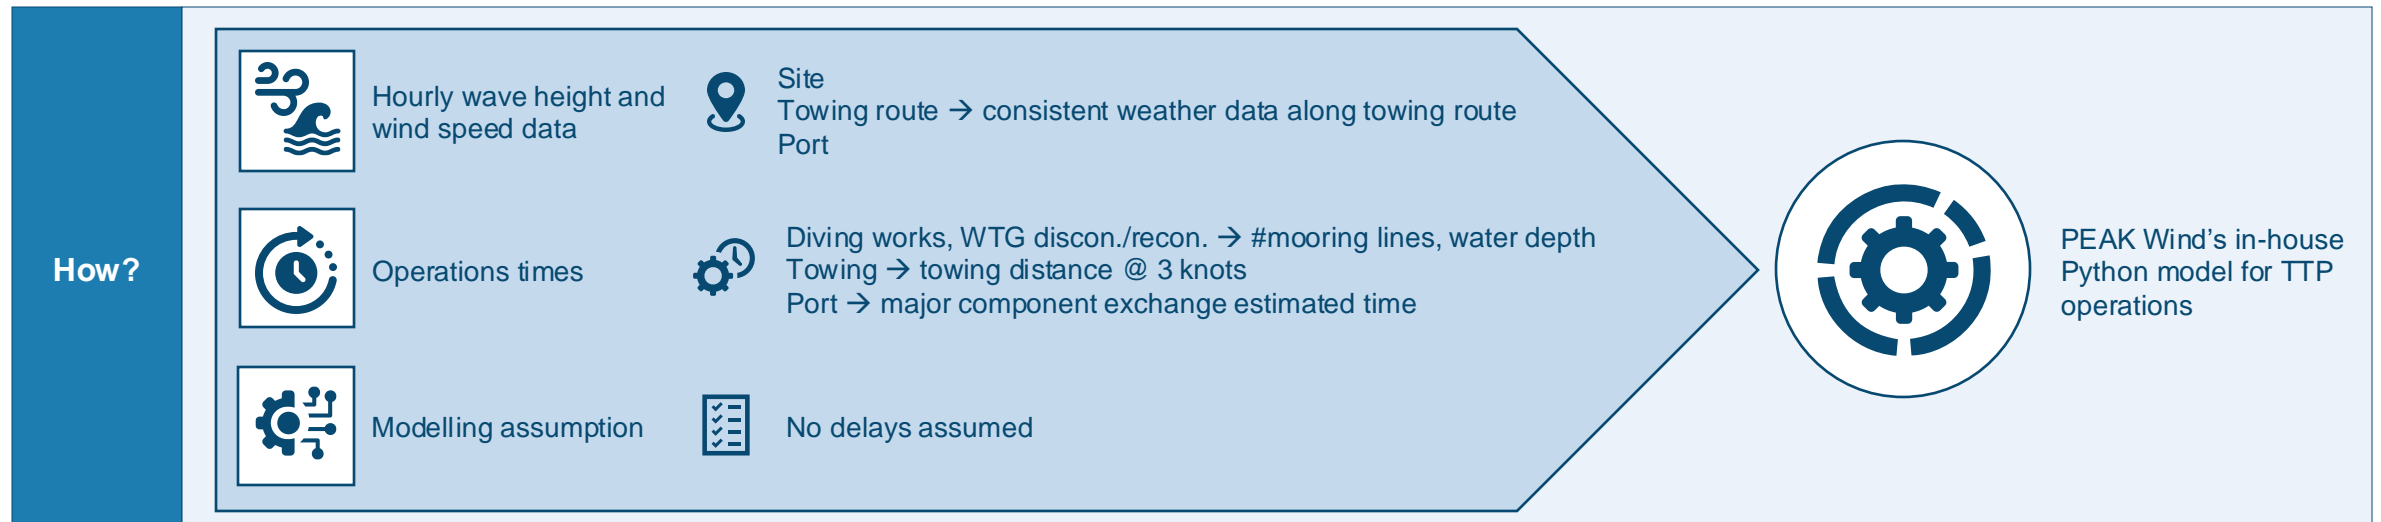 How?
Hourly wave height and
wind speed data
Site
Towing route → consistent weather data along towing route
Port
Operations times
Diving works, WTG discon./recon. → #mooring lines, water depth
Towing → towing distance @ 3 knots
Port → major component exchange estimated time
Modelling assumption
No delays assumed
PEAK Wind's in-house
Python model for TTP
operations